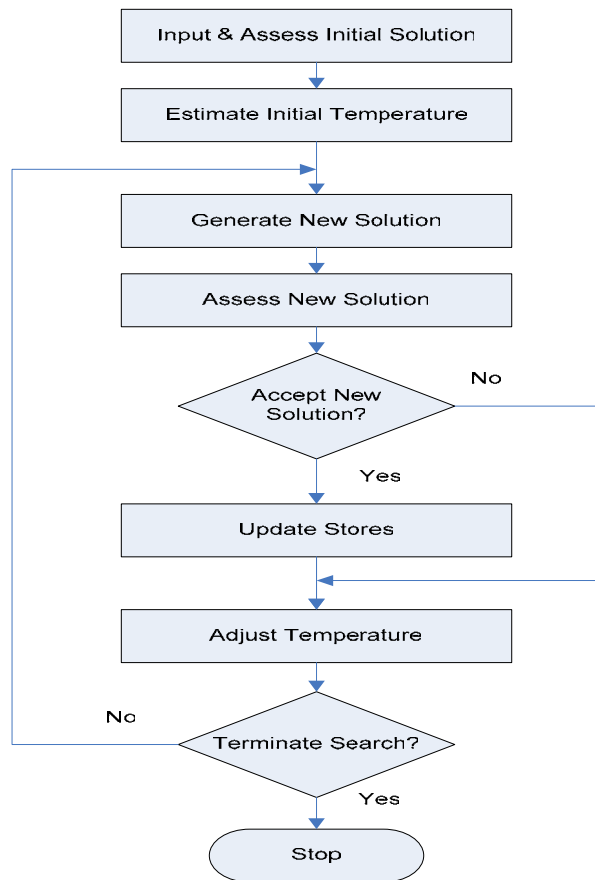 Input & Assess Initial Solution
Estimate Initial Temperature
Generate New Solution
Assess New Solution
Accept New
Solution?
No
Yes
Update Stores
Adjust Temperature
Terminate Search?
No
Yes
Stop